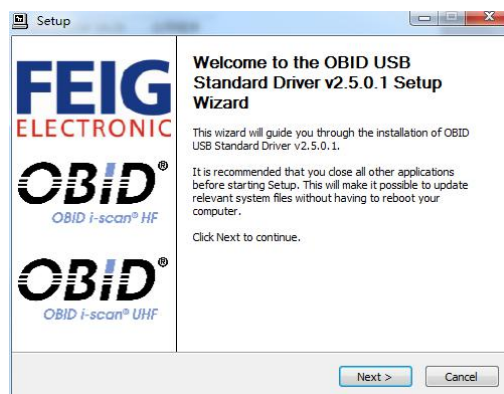 Setup
FEIG
ELECTRONIC
OBID®
OBID i-scan® HF
OBID®
OBID i-scan® UHF
Welcome to the OBID USB
Standard Driver v2.5.0.1 Setup
Wizard
This wizard will guide you through the installation of OBID
USB Standard Driver v2.5.0.1.
It is recommended that you close all other applications
before starting Setup. This will make it possible to update
relevant system files without having to reboot your
computer.
Click Next to continue.
Next >
Cancel